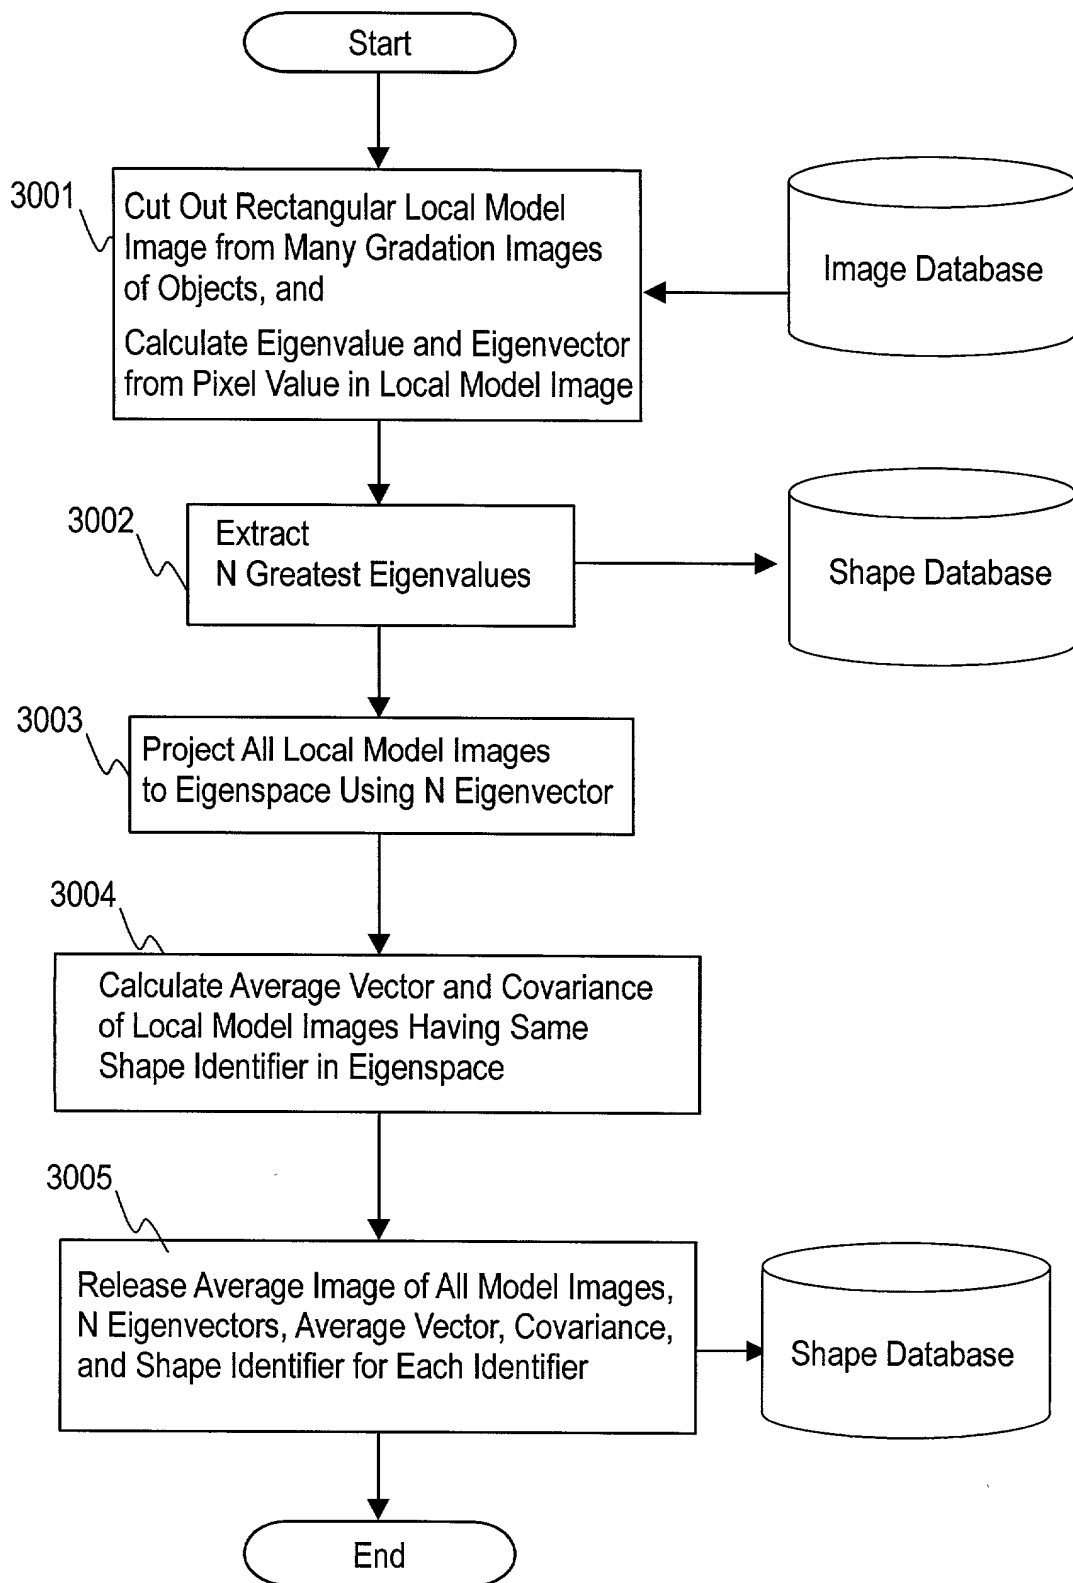 Start
3001
Cut Out Rectangular Local Model
Image from Many Gradation Images
of Objects, and
Calculate Eigenvalue and Eigenvector
from Pixel Value in Local Model Image
Image Database
3002
Extract
N Greatest Eigenvalues
Shape Database
3003
Project All Local Model Images
to Eigenspace Using N Eigenvector
3004
Calculate Average Vector and Covariance
of Local Model Images Having Same
Shape Identifier in Eigenspace
3005
Release Average Image of All Model Images,
N Eigenvectors, Average Vector, Covariance,
and Shape Identifier for Each Identifier
Shape Database
End